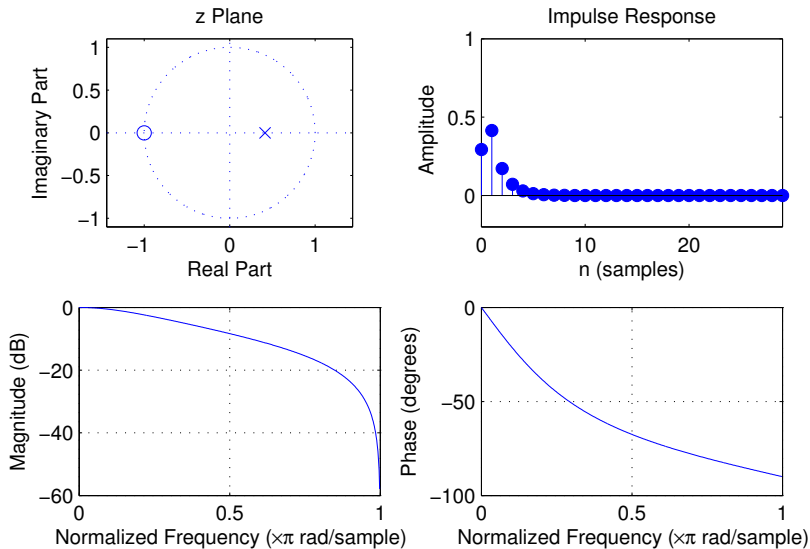 z Plane
Imaginary Part
1
0.5
0
−0.5
−1
−1
0
1
Real Part
Impulse Response
Amplitude
1
0.5
0
0
10
20
n (samples)
Magnitude (dB)
0
−20
−40
−60
0
0.5
1
Normalized Frequency (×π rad/sample)
Phase (degrees)
0
−50
−100
0
0.5
1
Normalized Frequency (×π rad/sample)